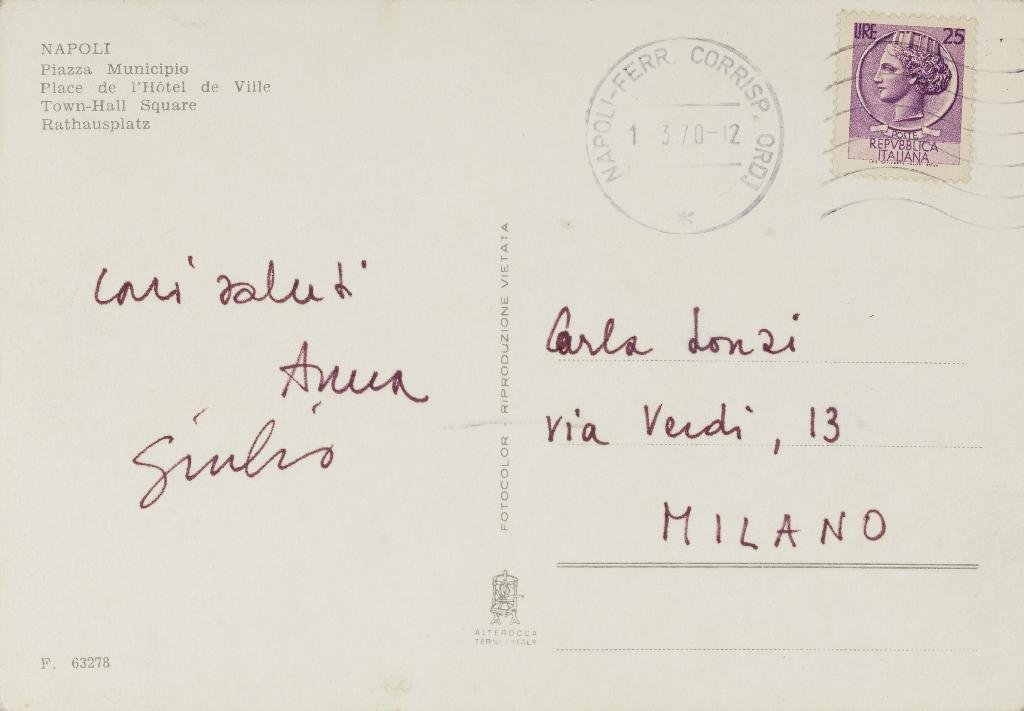 NAPOLI
Piazza Municipio
Place de l'Hôtel de Ville
Town-Hall Square
Rathausplatz
NAPOLI-FERR. CORRISP. ORD.
1 3.70-12
LIRE 25
POSTE
REPVBBLICA
ITALIANA
Cari saluti
Anna
Giulio
FOTOCOLOR - RIPRODUZIONE VIETATA
Carla Lonzi
via Verdi, 13
MILANO
ALTEROCCA
TERNI - ITALY
F. 63278